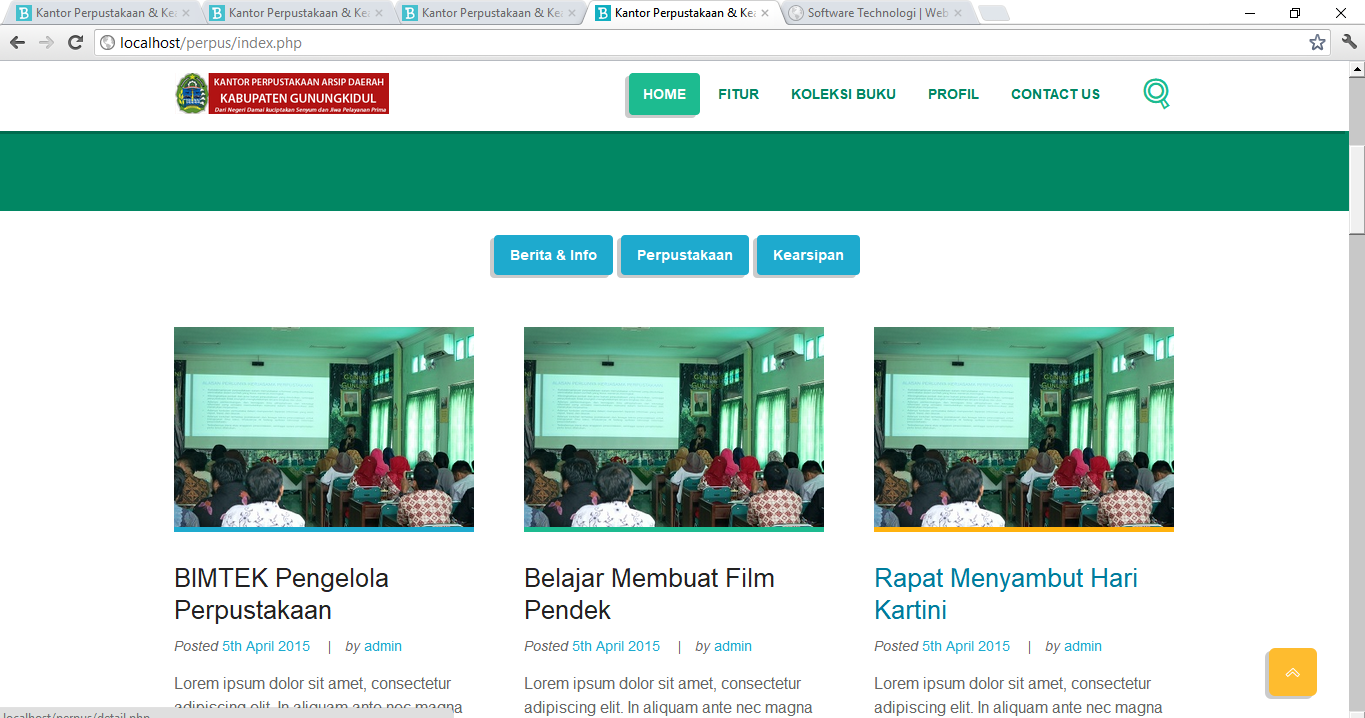 Kantor Perpustakaan & Kea
Kantor Perpustakaan & Kea
Kantor Perpustakaan & Kea
Kantor Perpustakaan & Kea
Software Technologi | Web
localhost/perpus/index.php
KANTOR PERPUSTAKAAN ARSIP DAERAH
KABUPATEN GUNUNGKIDUL
Dari Negeri Damai kuciptakan Senyum dan Jiwa Pelayanan Prima
HOME FITUR KOLEKSI BUKU PROFIL CONTACT US
Berita & Info Perpustakaan Kearsipan
BIMTEK Pengelola
Perpustakaan
Posted 5th April 2015 | by admin
Lorem ipsum dolor sit amet, consectetur
adipiscing elit. In aliquam ante nec magna
Belajar Membuat Film
Pendek
Posted 5th April 2015 | by admin
Lorem ipsum dolor sit amet, consectetur
adipiscing elit. In aliquam ante nec magna
Rapat Menyambut Hari
Kartini
Posted 5th April 2015 | by admin
Lorem ipsum dolor sit amet, consectetur
adipiscing elit. In aliquam ante nec magna
localhost/perpus/detail.php